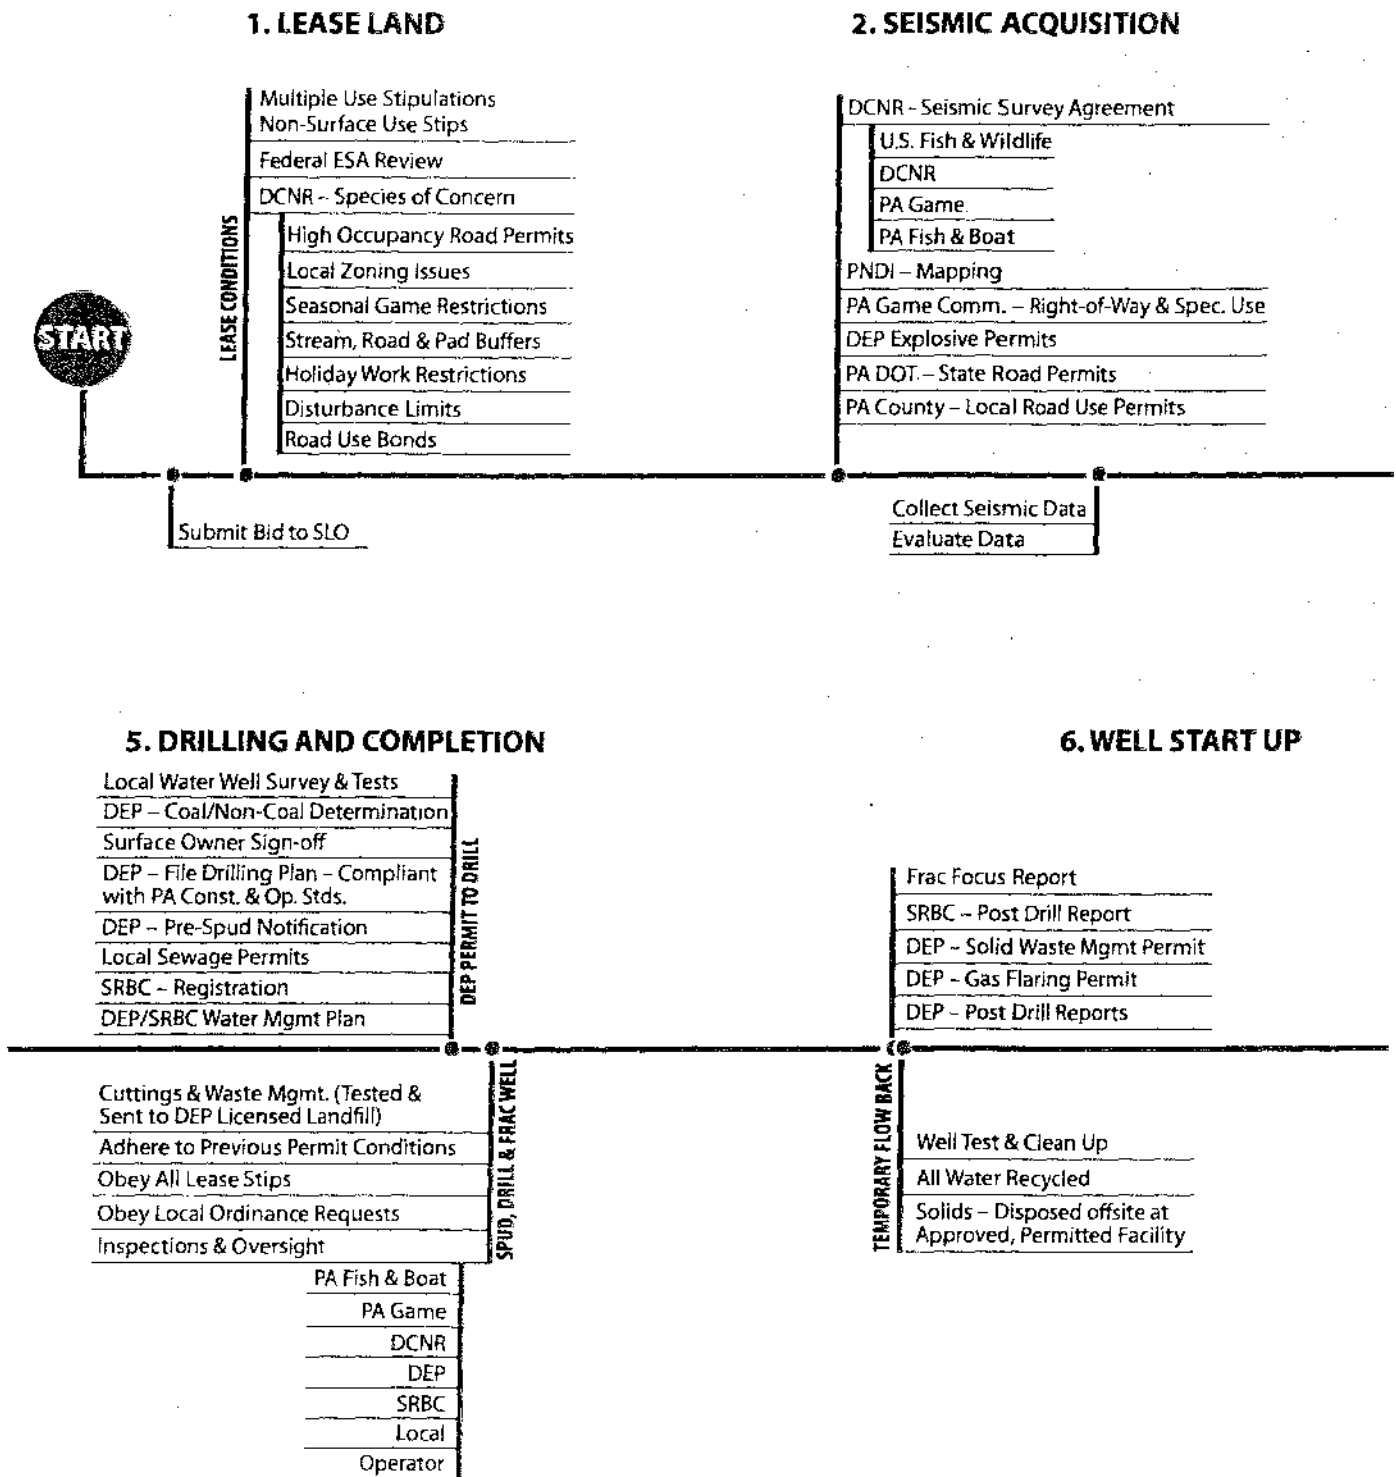 1. LEASE LAND
Multiple Use Stipulations
Non-Surface Use Stips
Federal ESA Review
DCNR – Species of Concern
High Occupancy Road Permits
Local Zoning Issues
Seasonal Game Restrictions
Stream, Road & Pad Buffers
Holiday Work Restrictions
Disturbance Limits
Road Use Bonds
LEASE CONDITIONS
START
Submit Bid to SLO
2. SEISMIC ACQUISITION
DCNR – Seismic Survey Agreement
U.S. Fish & Wildlife
DCNR
PA Game
PA Fish & Boat
PNDI – Mapping
PA Game Comm. – Right-of-Way & Spec. Use
DEP Explosive Permits
PA DOT. – State Road Permits
PA County – Local Road Use Permits
Collect Seismic Data
Evaluate Data
5. DRILLING AND COMPLETION
Local Water Well Survey & Tests
DEP – Coal/Non-Coal Determination
Surface Owner Sign-off
DEP – File Drilling Plan – Compliant
with PA Const. & Op. Stds.
DEP – Pre-Spud Notification
Local Sewage Permits
SRBC – Registration
DEP/SRBC Water Mgmt Plan
DEP PERMIT TO DRILL
Cuttings & Waste Mgmt. (Tested &
Sent to DEP Licensed Landfill)
Adhere to Previous Permit Conditions
Obey All Lease Stips
Obey Local Ordinance Requests
Inspections & Oversight
SPUD, DRILL & FRAC WELL
PA Fish & Boat
PA Game
DCNR
DEP
SRBC
Local
Operator
6. WELL START UP
Frac Focus Report
SRBC – Post Drill Report
DEP – Solid Waste Mgmt Permit
DEP – Gas Flaring Permit
DEP – Post Drill Reports
TEMPORARY FLOW BACK
Well Test & Clean Up
All Water Recycled
Solids – Disposed offsite at
Approved, Permitted Facility